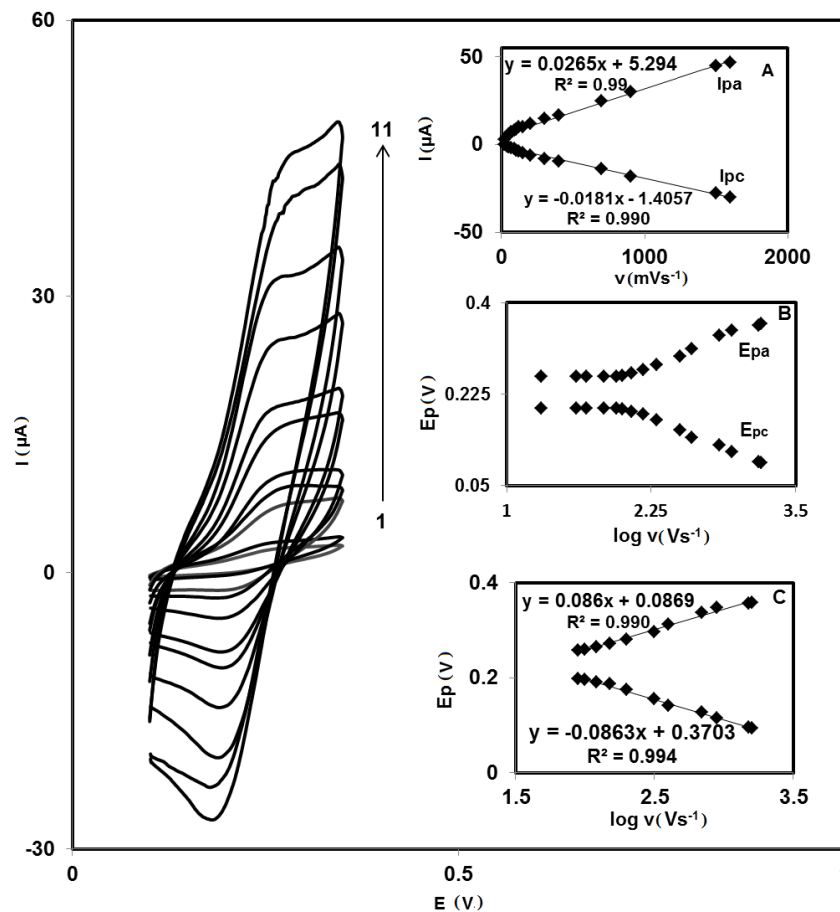 60
30
0
-30
I (µA)
0
0.5
E (V.
11
1
A
50
0
-50
I (µA)
y = 0.0265x + 5.294
R² = 0.99
Ipa
Ipc
y = -0.0181x - 1.4057
R² = 0.990
0
1000
2000
ν (mVs-1)
B
0.4
0.225
0.05
Ep (V)
Epa
Epc
1
2.25
3.5
log ν( Vs-1)
C
0.4
0.2
0
Ep (V)
y = 0.086x + 0.0869
R² = 0.990
y = -0.0863x + 0.3703
R² = 0.994
1.5
2.5
3.5
log ν( Vs-1)